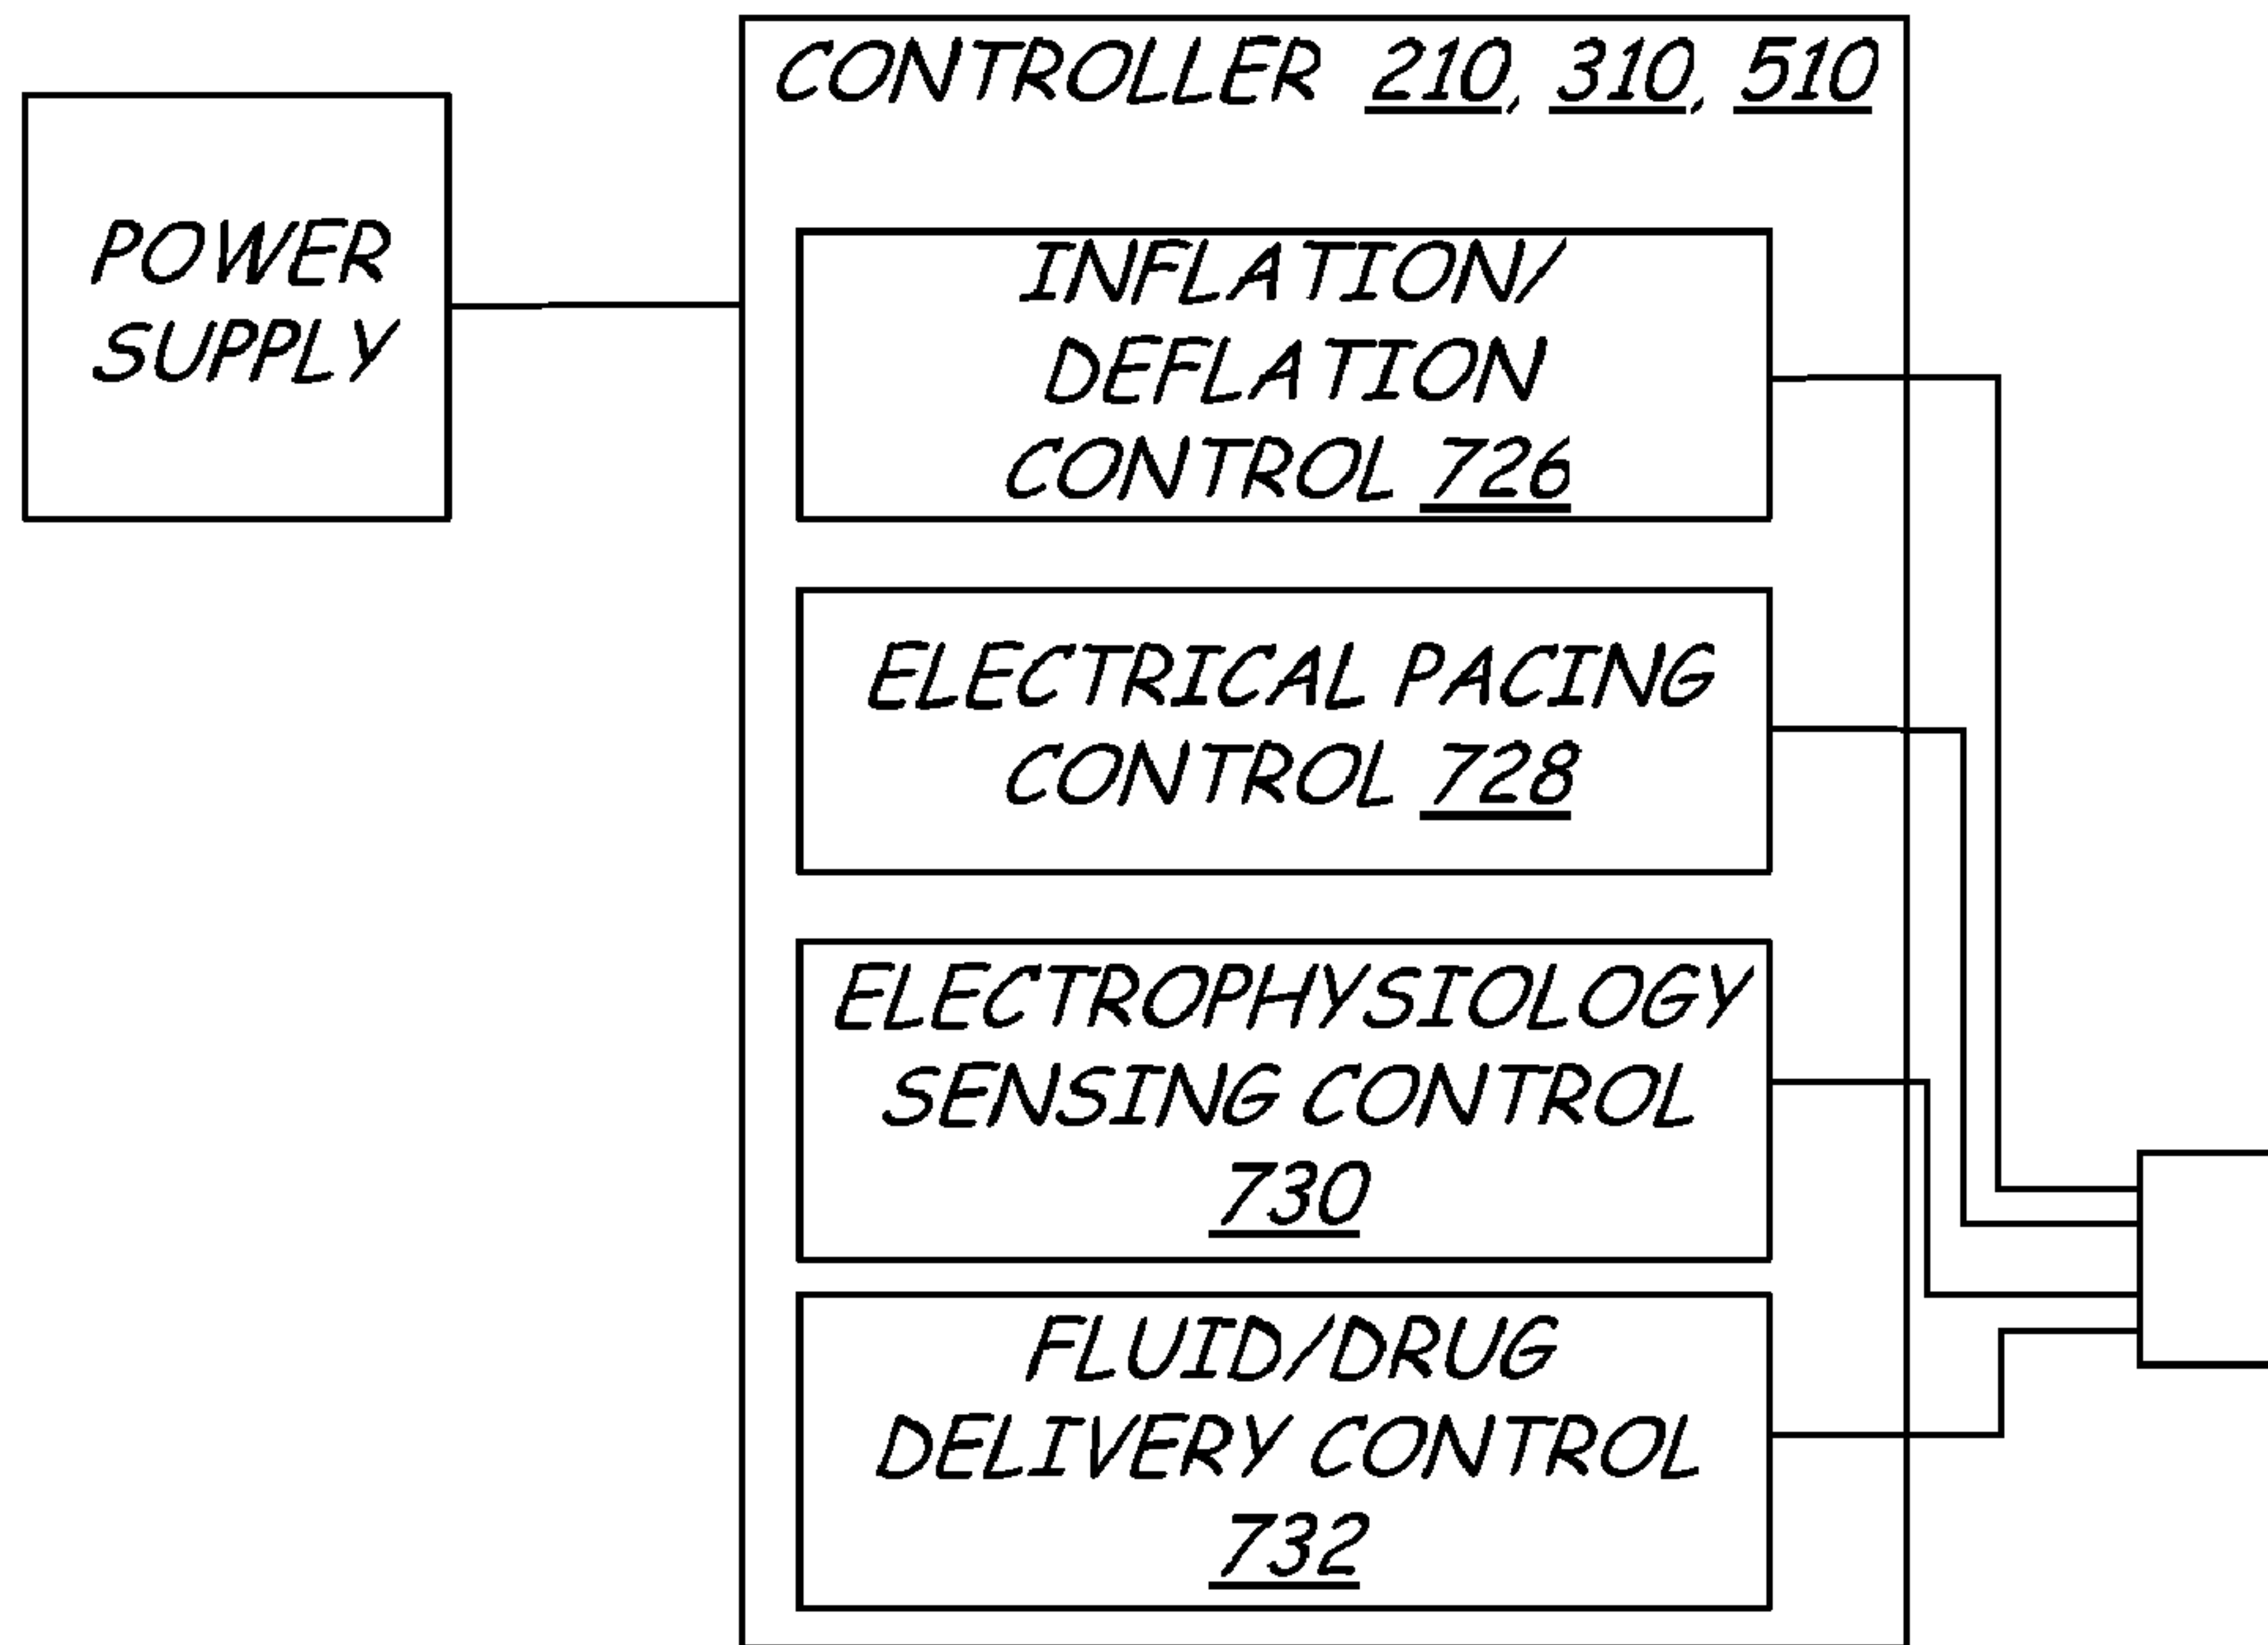 CONTROLLER 210, 310, 510
POWER
SUPPLY
INFLATION/
DEFLATION
CONTROL 726
ELECTRICAL PACING
CONTROL 728
ELECTROPHYSIOLOGY
SENSING CONTROL
730
FLUID/DRUG
DELIVERY CONTROL
732